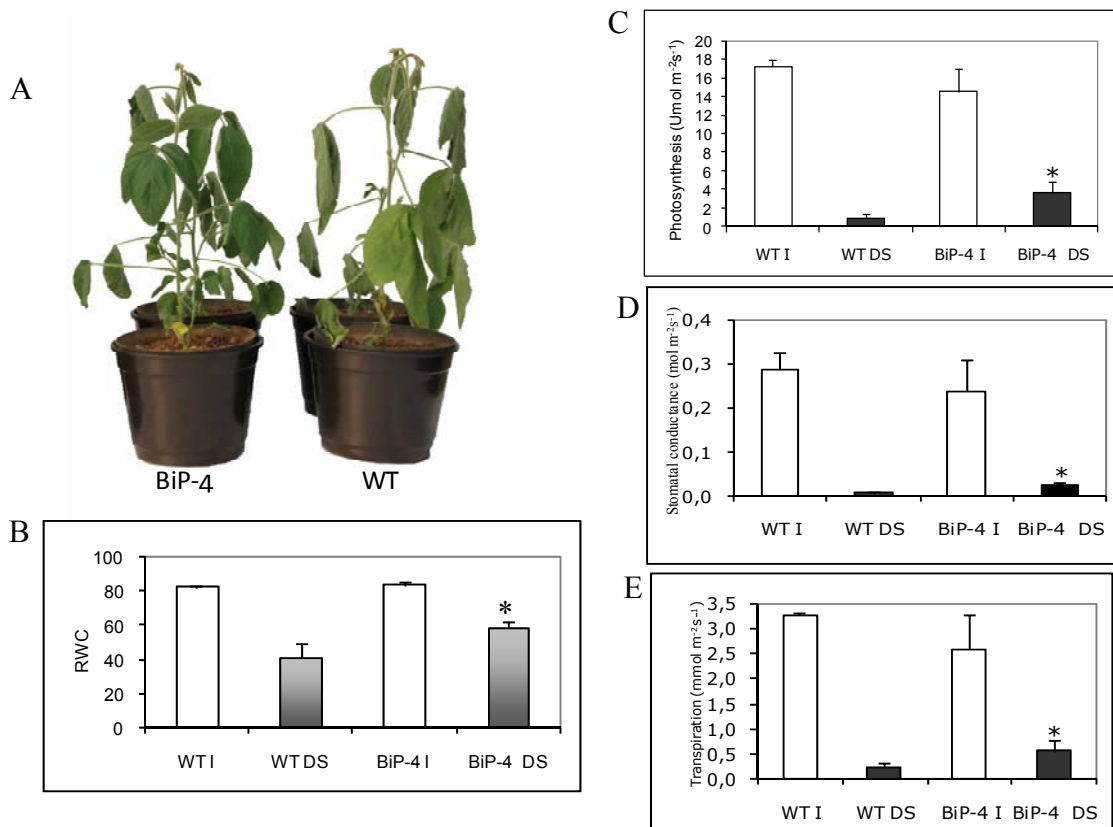 A
BiP-4
WT
B
RWC
100
80
60
40
20
0
*
WT I
WT DS
BiP-4 I
BiP-4 DS
C
Photosynthesis (Umol m⁻²s⁻¹)
20
18
16
14
12
10
8
6
4
2
0
*
WT I
WT DS
BiP-4 I
BiP-4 DS
D
Stomatal conductance (mol m⁻²s⁻¹)
0,4
0,3
0,2
0,1
0,0
*
WT I
WT DS
BiP-4 I
BiP-4 DS
E
Transpiration (mmol m⁻²s⁻¹)
3,5
3,0
2,5
2,0
1,5
1,0
0,5
0,0
*
WT I
WT DS
BiP-4 I
BiP-4 DS